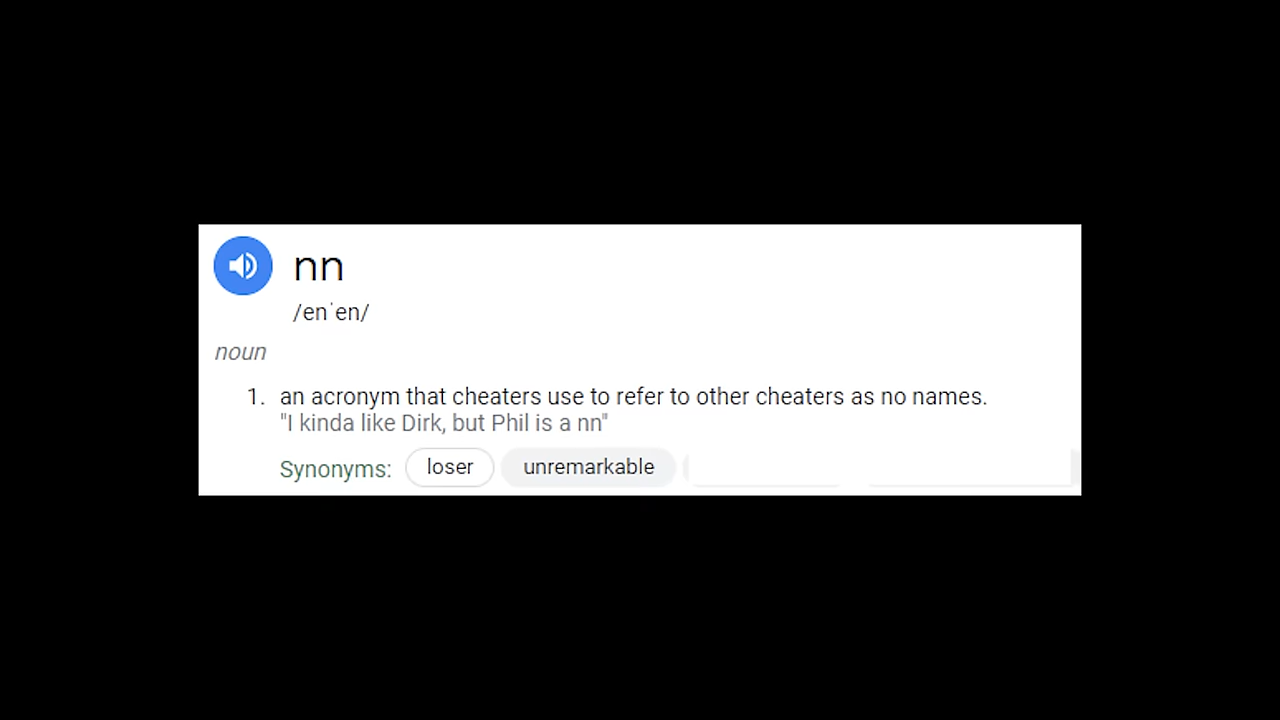 nn
/enˈen/
noun
1. an acronym that cheaters use to refer to other cheaters as no names.
"I kinda like Dirk, but Phil is a nn"
Synonyms: loser unremarkable